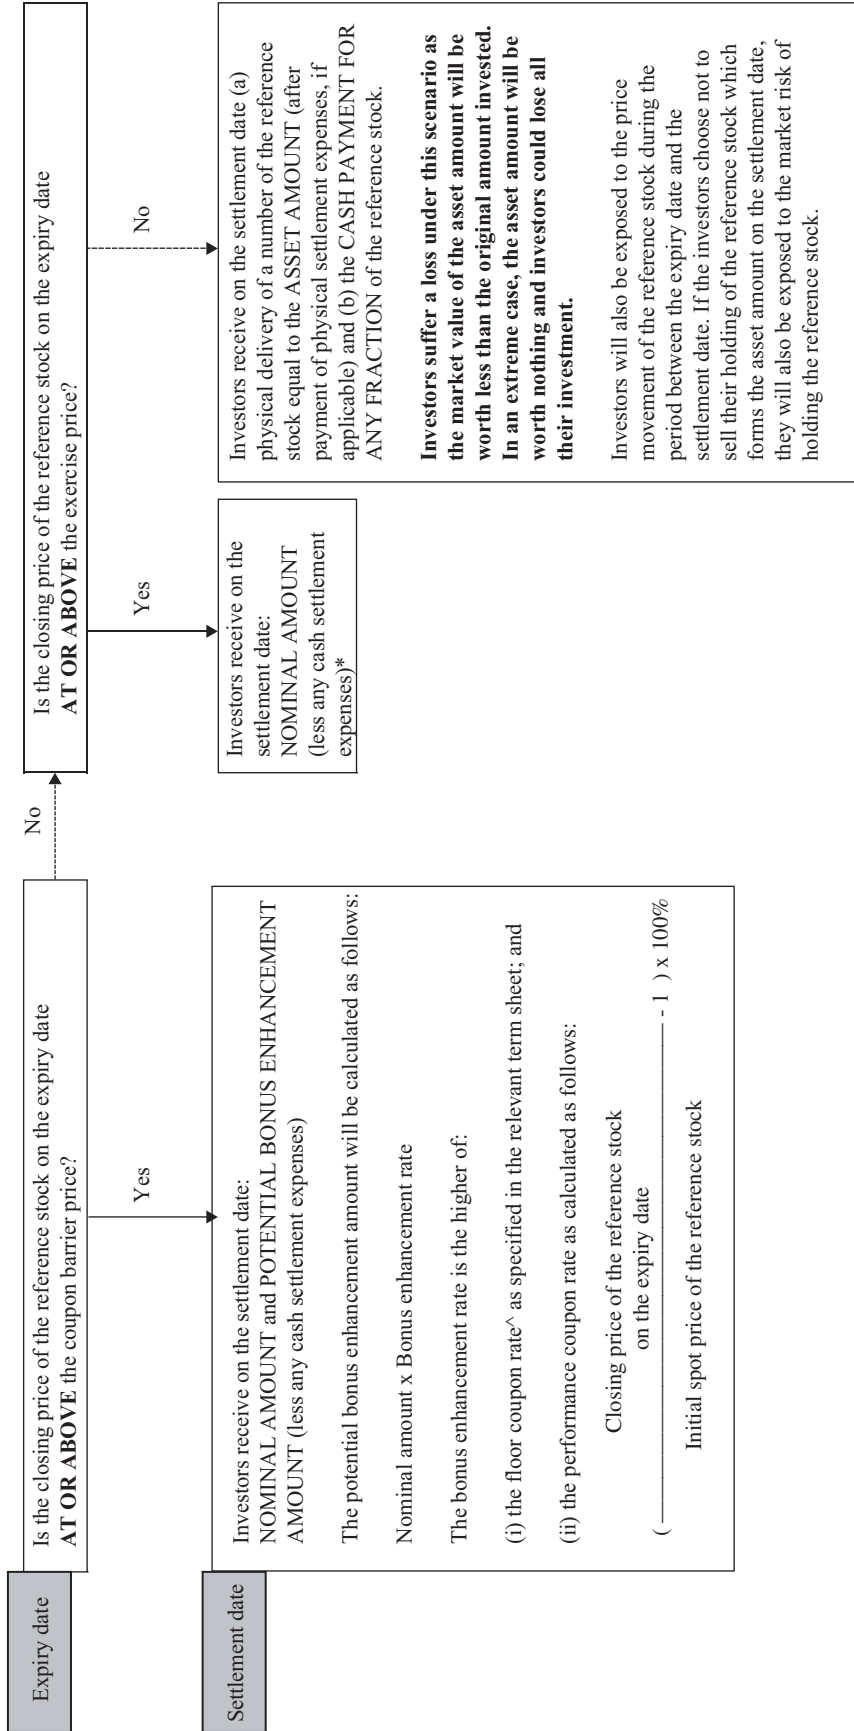 Expiry date
Is the closing price of the reference stock on the expiry date
AT OR ABOVE the coupon barrier price?
No
Is the closing price of the reference stock on the expiry date
AT OR ABOVE the exercise price?
Yes
Yes
No
Settlement date
Investors receive on the settlement date:
NOMINAL AMOUNT and POTENTIAL BONUS ENHANCEMENT
AMOUNT (less any cash settlement expenses)
The potential bonus enhancement amount will be calculated as follows:
Nominal amount x Bonus enhancement rate
The bonus enhancement rate is the higher of:
(i) the floor coupon rate^ as specified in the relevant term sheet; and
(ii) the performance coupon rate as calculated as follows:
Closing price of the reference stock
on the expiry date
( ――― - 1 ) x 100%
Initial spot price of the reference stock
Investors receive on the
settlement date:
NOMINAL AMOUNT
(less any cash settlement
expenses)*
Investors receive on the settlement date (a)
physical delivery of a number of the reference
stock equal to the ASSET AMOUNT (after
payment of physical settlement expenses, if
applicable) and (b) the CASH PAYMENT FOR
ANY FRACTION of the reference stock.
Investors suffer a loss under this scenario as
the market value of the asset amount will be
worth less than the original amount invested.
In an extreme case, the asset amount will be
worth nothing and investors could lose all
their investment.
Investors will also be exposed to the price
movement of the reference stock during the
period between the expiry date and the
settlement date. If the investors choose not to
sell their holding of the reference stock which
forms the asset amount on the settlement date,
they will also be exposed to the market risk of
holding the reference stock.